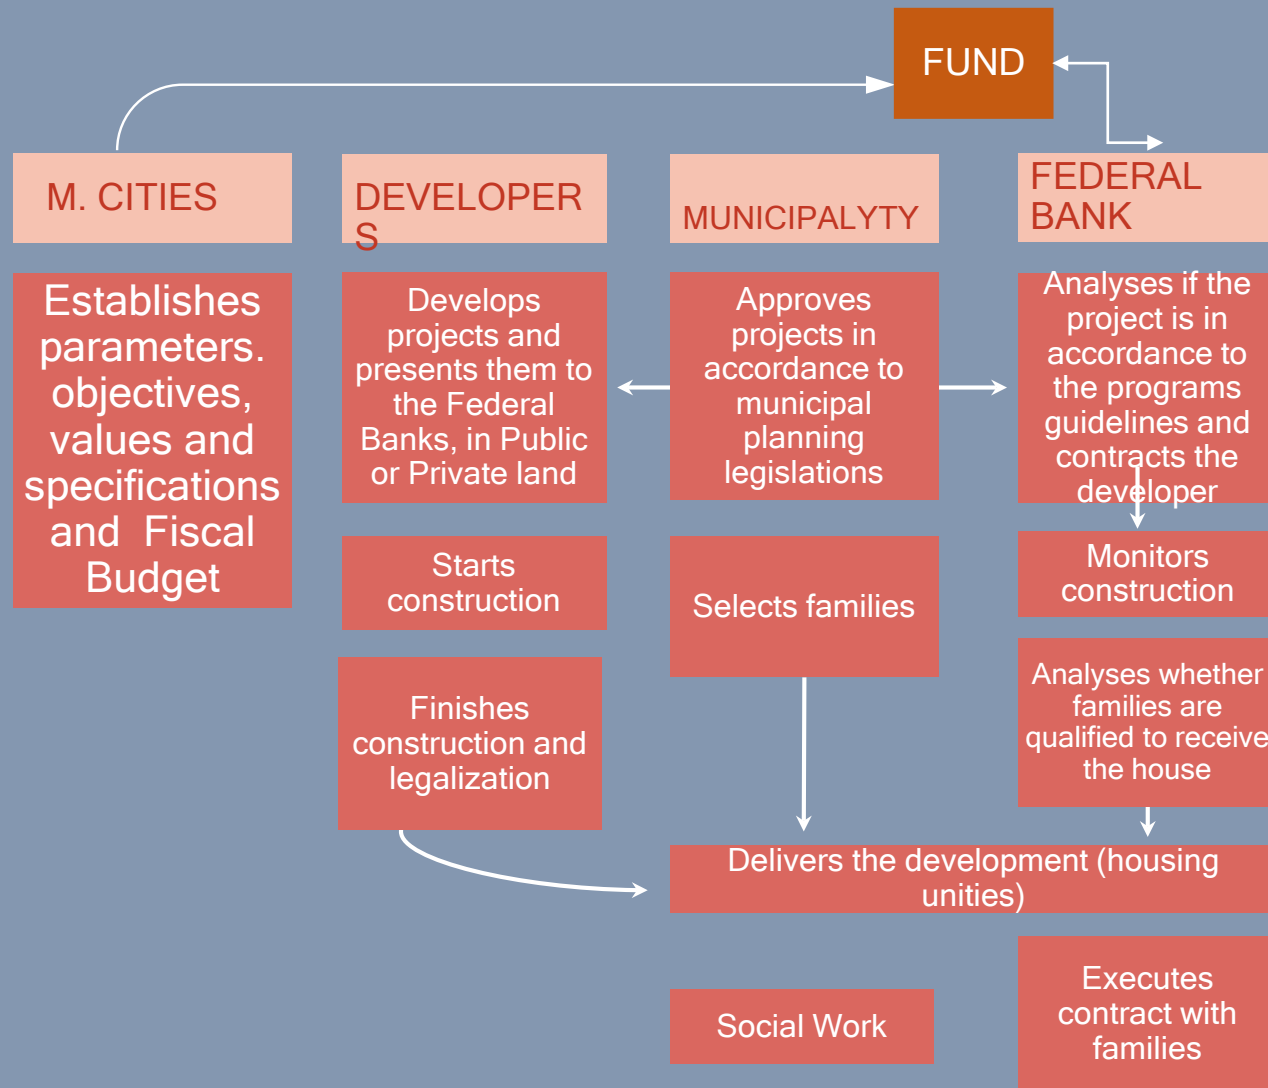 FUND
M. CITIES
DEVELOPER
S
MUNICIPALYTY
FEDERAL
BANK
Establishes
parameters.
objectives,
values and
specifications
and Fiscal
Budget
Develops
projects and
presents them to
the Federal
Banks, in Public
or Private land
Approves
projects in
accordance to
municipal
planning
legislations
Analyses if the
project is in
accordance to
the programs
guidelines and
contracts the
developer
Starts
construction
Selects families
Monitors
construction
Finishes
construction and
legalization
Analyses whether
families are
qualified to receive
the house
Delivers the development (housing
unities)
Social Work
Executes
contract with
families